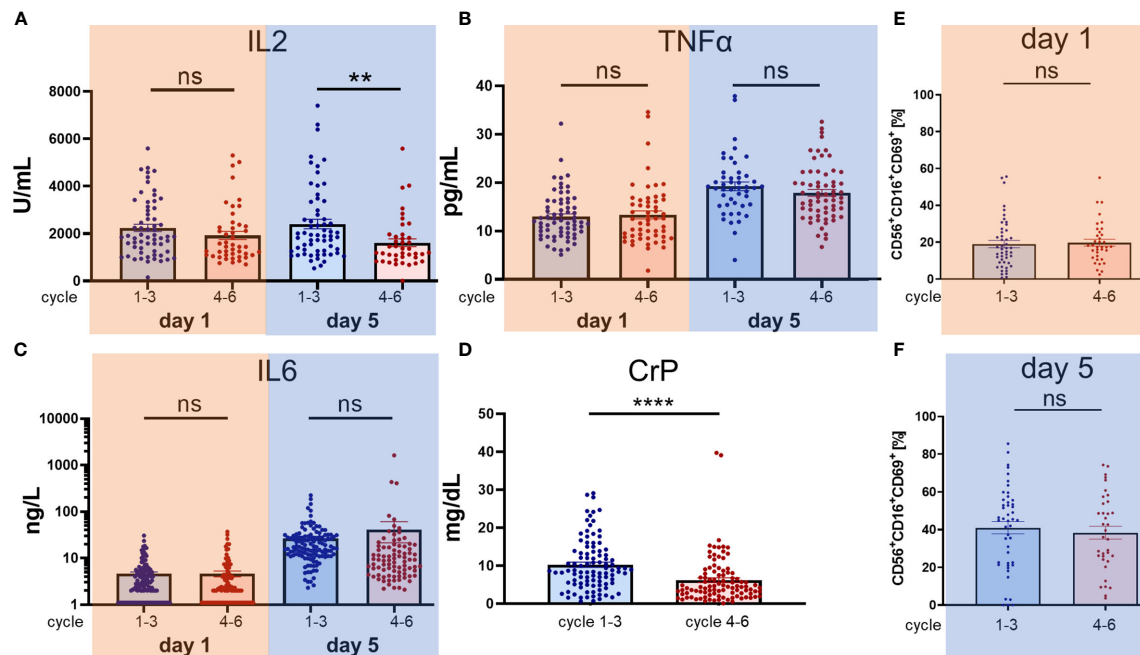 A
IL2
ns
**
U/mL
8000
6000
4000
2000
0
cycle
1-3
4-6
1-3
4-6
day 1
day 5
B
TNFα
ns
ns
pg/mL
40
30
20
10
0
cycle
1-3
4-6
1-3
4-6
day 1
day 5
E
day 1
ns
CD56⁺CD16⁺CD69⁺ [%]
100
80
60
40
20
0
cycle
1-3
4-6
C
IL6
ns
ns
ng/L
10000
1000
100
10
1
cycle
1-3
4-6
1-3
4-6
day 1
day 5
D
CrP
****
mg/dL
50
40
30
20
10
0
cycle 1-3
cycle 4-6
F
day 5
ns
CD56⁺CD16⁺CD69⁺ [%]
100
80
60
40
20
0
cycle
1-3
4-6